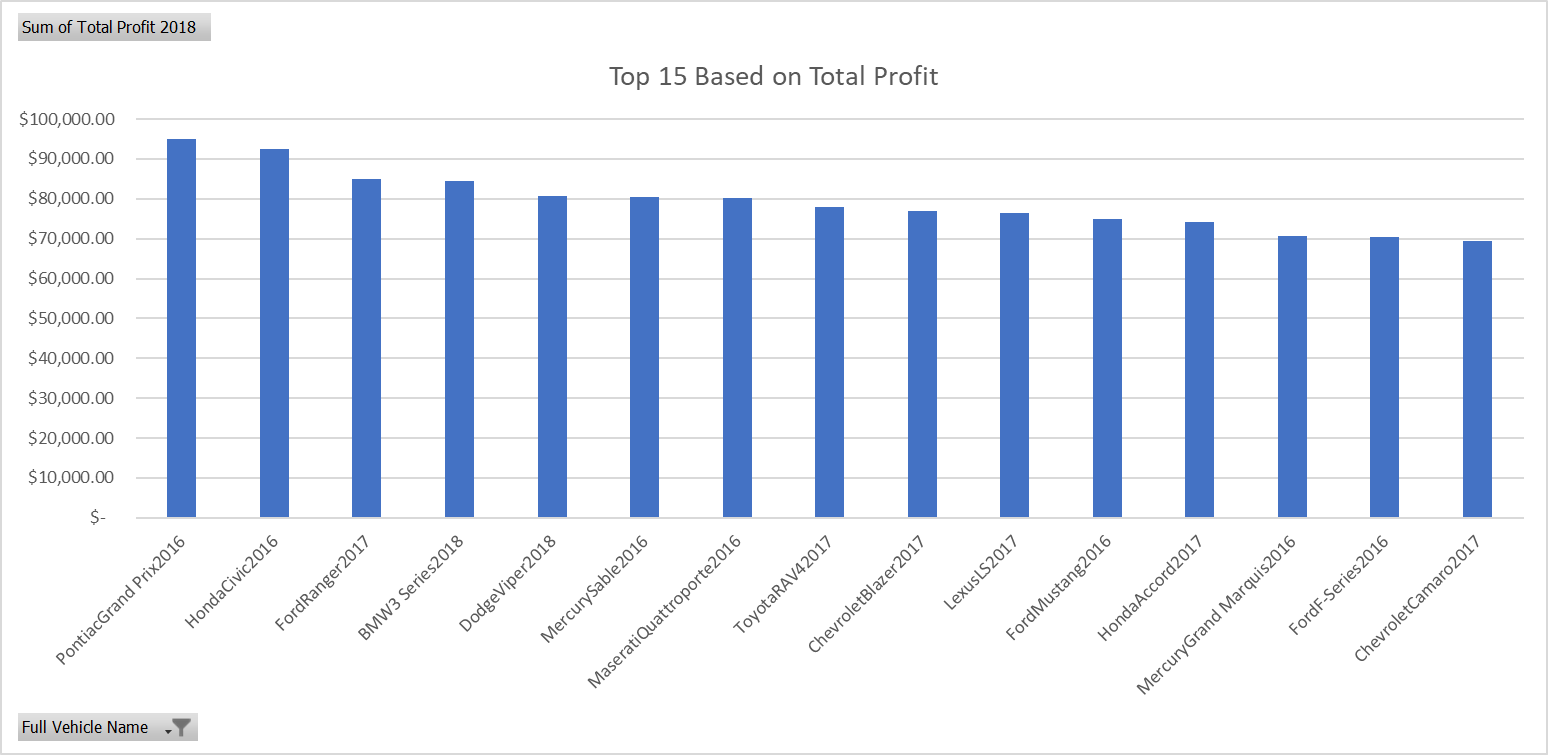 Sum of Total Profit 2018
Top 15 Based on Total Profit
$100,000.00
$90,000.00
$80,000.00
$70,000.00
$60,000.00
$50,000.00
$40,000.00
$30,000.00
$20,000.00
$10,000.00
$-
PontiacGrand Prix2016
HondaCivic2016
FordRanger2017
BMW3 Series2018
DodgeViper2018
MercurySable2016
MaseratiQuattroporte2016
ToyotaRAV42017
ChevroletBlazer2017
LexusLS2017
FordMustang2016
HondaAccord2017
MercuryGrand Marquis2016
FordF-Series2016
ChevroletCamaro2017
Full Vehicle Name